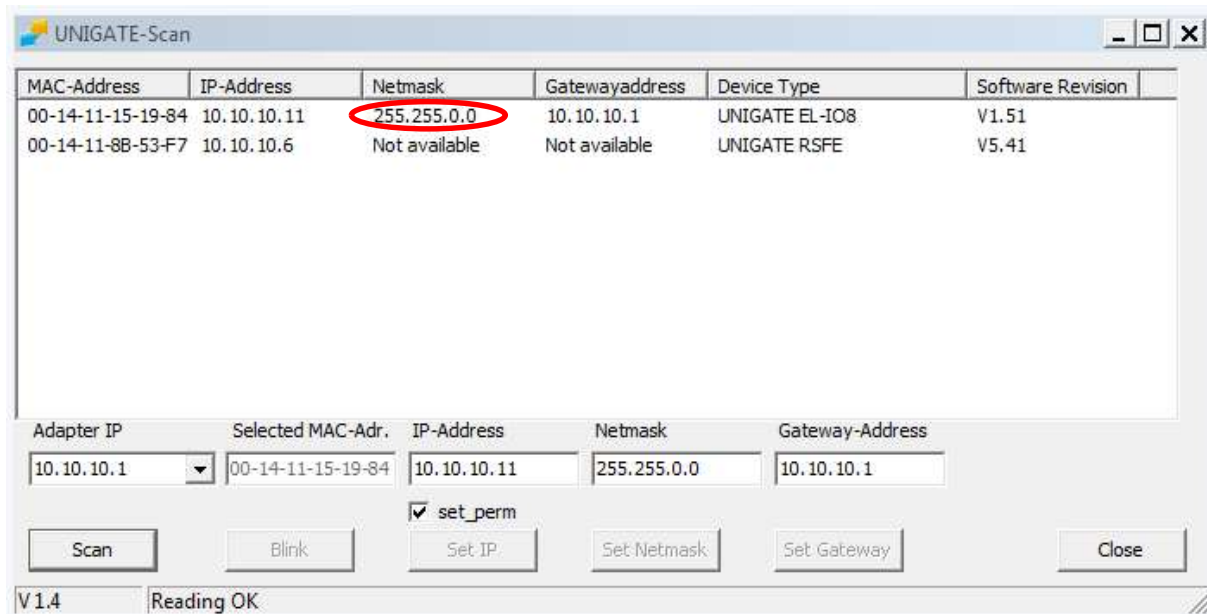 UNIGATE-Scan
MAC-Address IP-Address Netmask Gatewayaddress Device Type Software Revision
00-14-11-15-19-84 10.10.10.11 255.255.0.0 10.10.10.1 UNIGATE EL-IO8 V1.51
00-14-11-8B-53-F7 10.10.10.6 Not available Not available UNIGATE RSFE V5.41
Adapter IP Selected MAC-Adr. IP-Address Netmask Gateway-Address
10.10.10.1 00-14-11-15-19-84 10.10.10.11 255.255.0.0 10.10.10.1
set_perm
Scan Blink Set IP Set Netmask Set Gateway Close
V 1.4 Reading OK